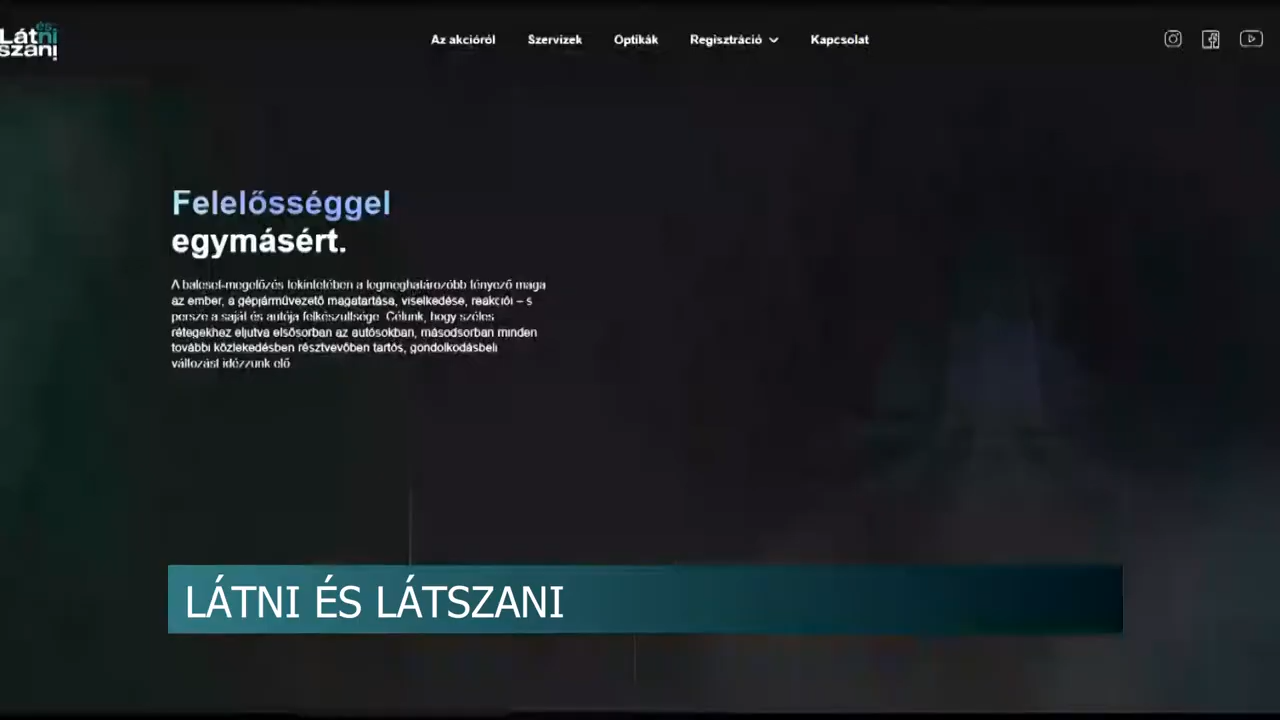 Látni és
szani
Az akcióról Szervizek Optikák Regisztráció Kapcsolat
Felelősséggel
egymásért.
A baleset-megelőzés tekintetében a legmeghatározóbb tényező maga
az ember, a gépjárművezető magatartása, viselkedése, reakciói – s
persze a saját és autója felkészültsége. Célunk, hogy széles
rétegekhez eljutva elsősorban az autósokban, másodsorban minden
további közlekedésben résztvevőben tartós, gondolkodásbeli
változást idézzünk elő
LÁTNI ÉS LÁTSZANI